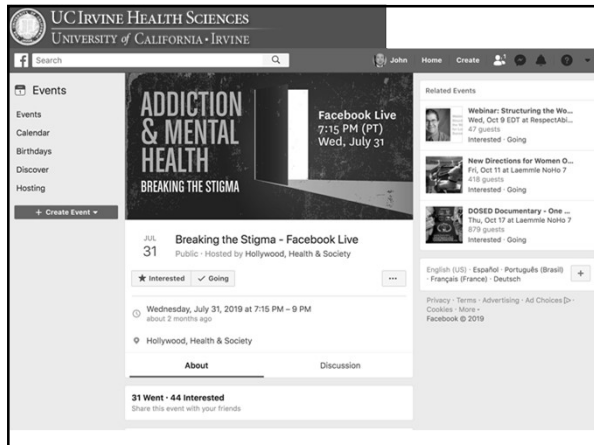 UC IRVINE HEALTH SCIENCES
UNIVERSITY of CALIFORNIA • IRVINE
Search
John
Home
Create
Events
Events
Calendar
Birthdays
Discover
Hosting
+ Create Event
ADDICTION
& MENTAL
HEALTH
BREAKING THE STIGMA
Facebook Live
7:15 PM (PT)
Wed, July 31
JUL
31
Breaking the Stigma - Facebook Live
Public · Hosted by Hollywood, Health & Society
Interested
Going
Wednesday, July 31, 2019 at 7:15 PM – 9 PM
about 2 months ago
Hollywood, Health & Society
About
Discussion
31 Went · 44 Interested
Share this event with your friends
Related Events
Webinar: Structuring the Wo...
Wed, Oct 9 EDT at RespectAbi...
47 guests
Interested · Going
New Directions for Women O...
Fri, Oct 11 at Laemmle NoHo 7
418 guests
Interested · Going
DOSED Documentary - One ...
Thu, Oct 17 at Laemmle NoHo 7
879 guests
Interested · Going
English (US) · Español · Português (Brasil)
· Français (France) · Deutsch
Privacy · Terms · Advertising · Ad Choices
Cookies · More
Facebook © 2019